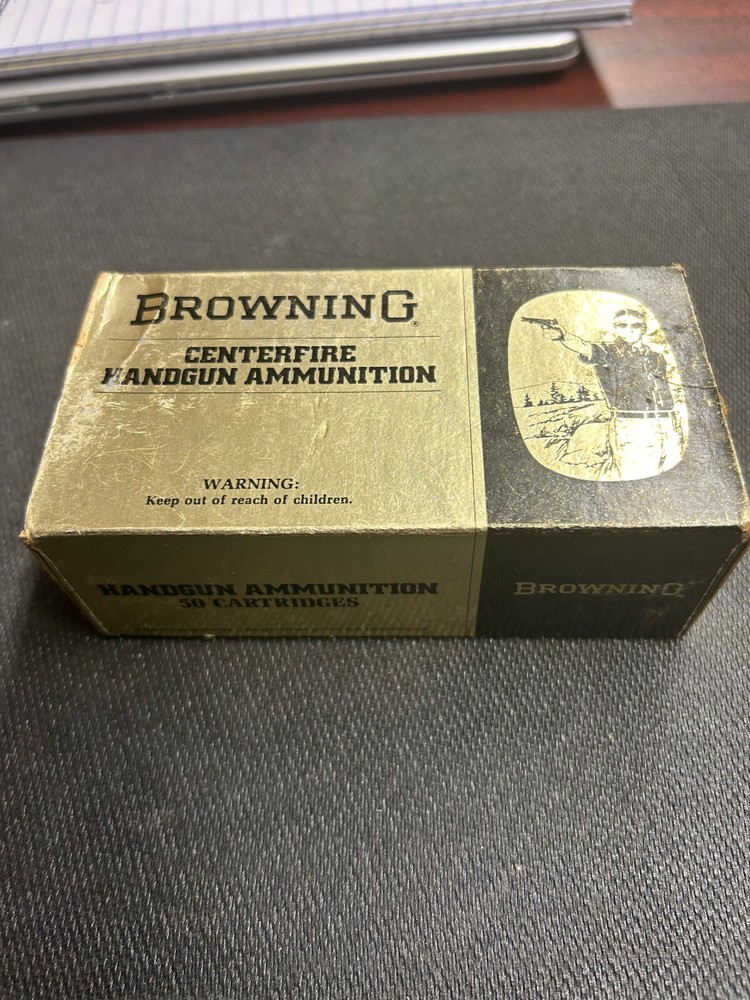 BROWNING®
CENTERFIRE
HANDGUN AMMUNITION
WARNING:
Keep out of reach of children.
HANDGUN AMMUNITION
50 CARTRIDGES
BROWNING